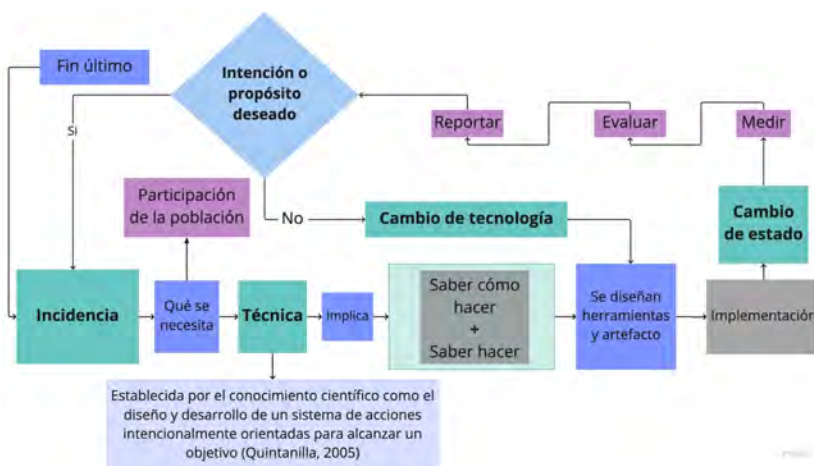 Fin último
Intención o
propósito
deseado
Si
Reportar
Evaluar
Medir
Participación
de la población
No
Cambio de tecnología
Cambio
de estado
Incidencia
Qué se
necesita
Técnica
Implica
Saber cómo
hacer
+
Saber hacer
Se diseñan
herramientas
y artefacto
Implementación
Establecida por el conocimiento científico como el
diseño y desarrollo de un sistema de acciones
intencionalmente orientadas para alcanzar un
objetivo (Quintanilla, 2005)